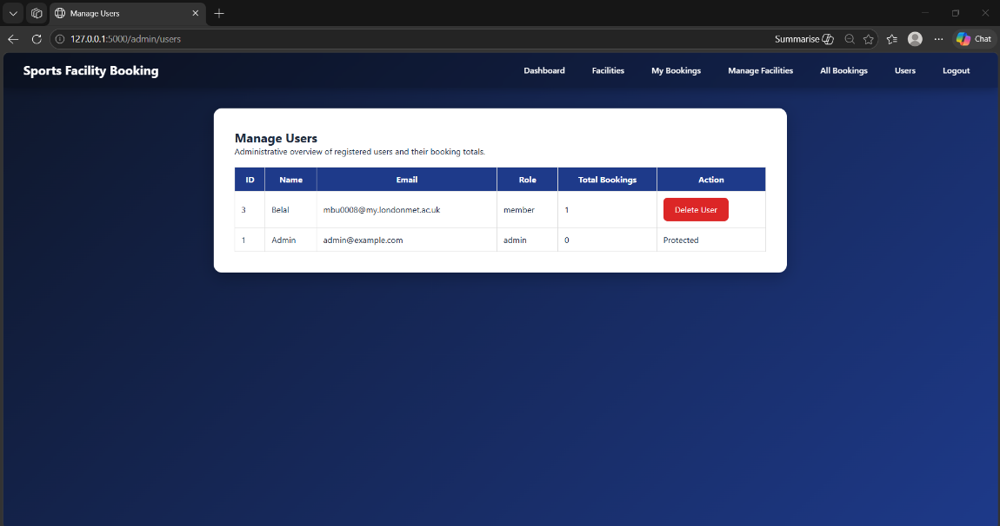 Manage Users
127.0.0.1:5000/admin/users
Summarise
Chat
Sports Facility Booking
Dashboard Facilities My Bookings Manage Facilities All Bookings Users Logout
Manage Users
Administrative overview of registered users and their booking totals.
ID Name Email Role Total Bookings Action
3 Belal mbu0008@my.londonmet.ac.uk member 1 Delete User
1 Admin admin@example.com admin 0 Protected